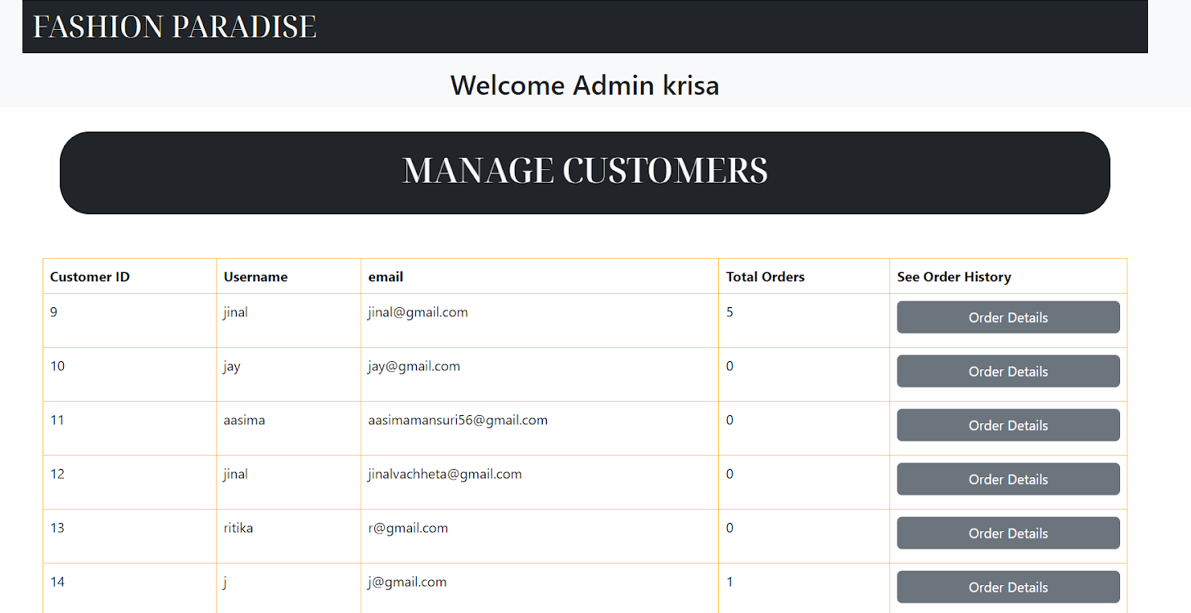 FASHION PARADISE
Welcome Admin krisa
MANAGE CUSTOMERS
Customer ID Username email Total Orders See Order History
9 jinal jinal@gmail.com 5 Order Details
10 jay jay@gmail.com 0 Order Details
11 aasima aasimamansuri56@gmail.com 0 Order Details
12 jinal jinalvachheta@gmail.com 0 Order Details
13 ritika r@gmail.com 0 Order Details
14 j j@gmail.com 1 Order Details